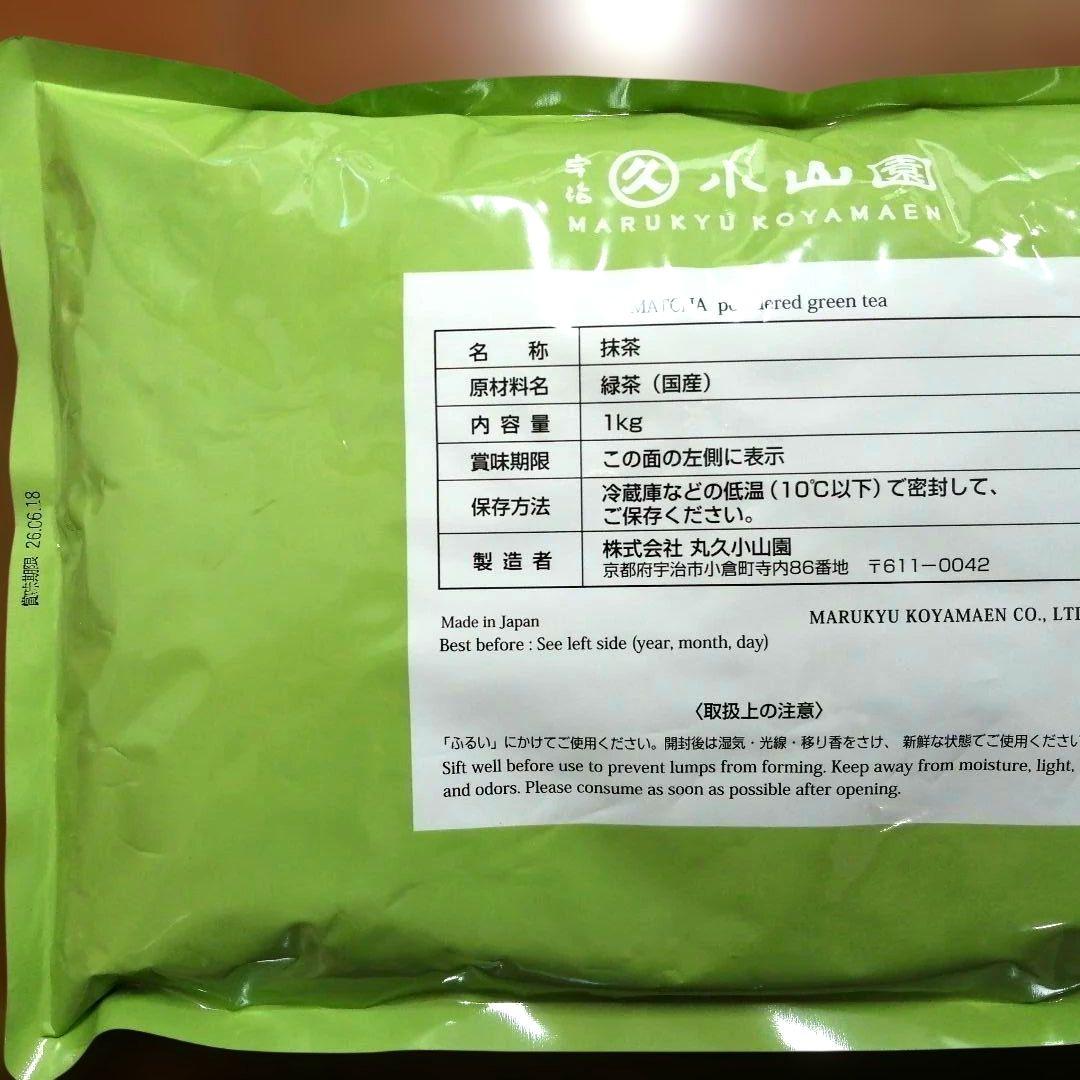 宇治 久 小山園
MARUKYU KOYAMAEN
MATCHA powdered green tea
名称 抹茶
原材料名 緑茶（国産）
内容量 1kg
賞味期限 この面の左側に表示
保存方法 冷蔵庫などの低温（10℃以下）で密封して、
ご保存ください。
製造者 株式会社 丸久小山園
京都府宇治市小倉町寺内86番地 〒611-0042
Made in Japan
MARUKYU KOYAMAEN CO., LT
Best before : See left side (year, month, day)
〈取扱上の注意〉
「ふるい」にかけてご使用ください。開封後は湿気・光線・移り香をさけ、新鮮な状態でご使用ください
Sift well before use to prevent lumps from forming. Keep away from moisture, light,
and odors. Please consume as soon as possible after opening.
賞味期限 26.06.18